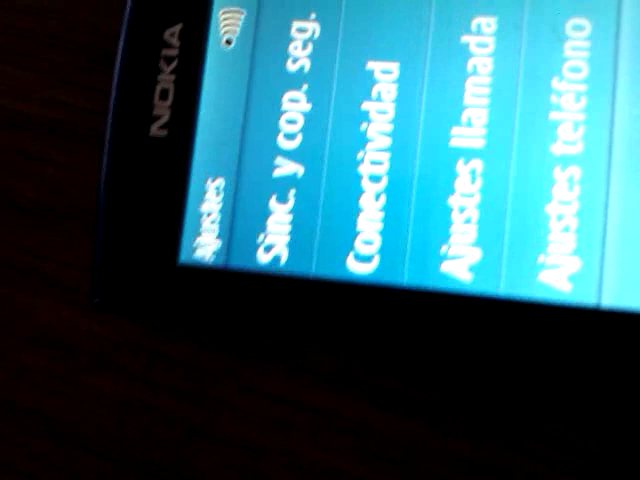 NOKIA
Ajustes
Sinc. y cop. seg.
Conectividad
Ajustes llamada
Ajustes teléfono